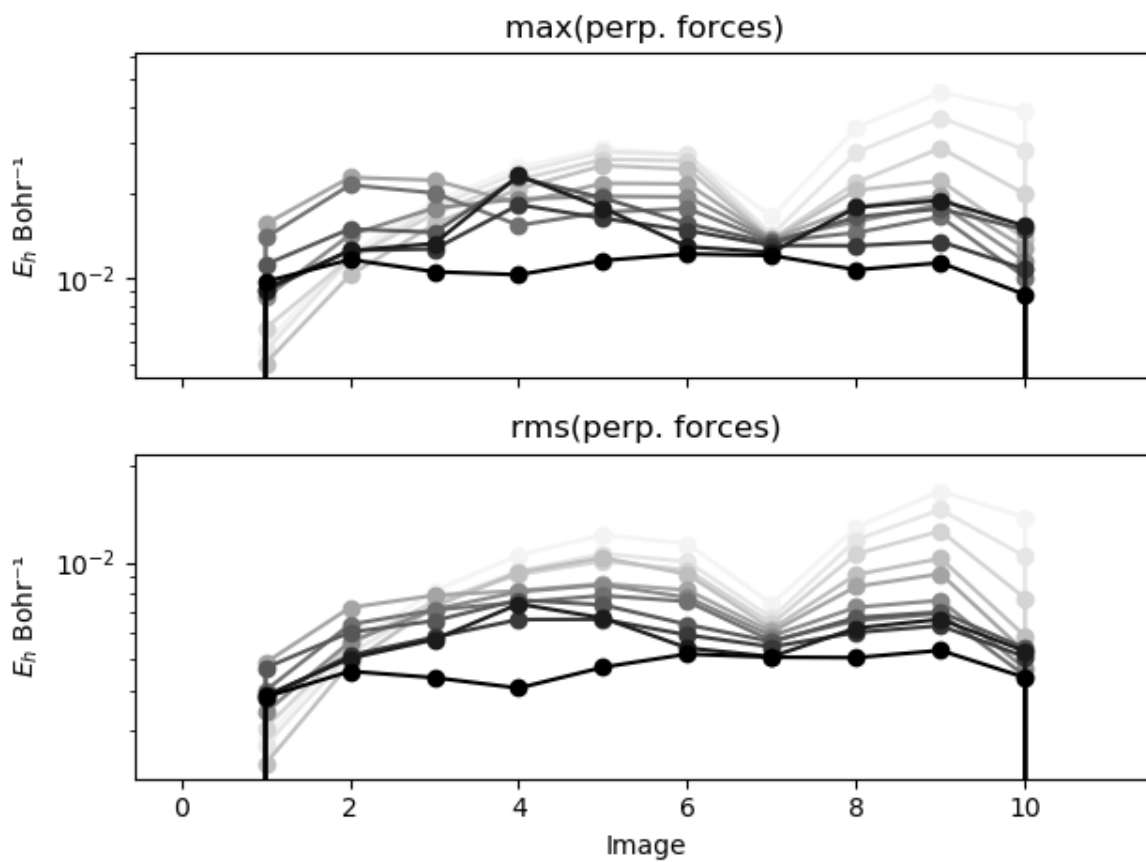 max(perp. forces)
E_h Bohr⁻¹
10⁻²
rms(perp. forces)
E_h Bohr⁻¹
10⁻²
0 2 4 6 8 10
Image